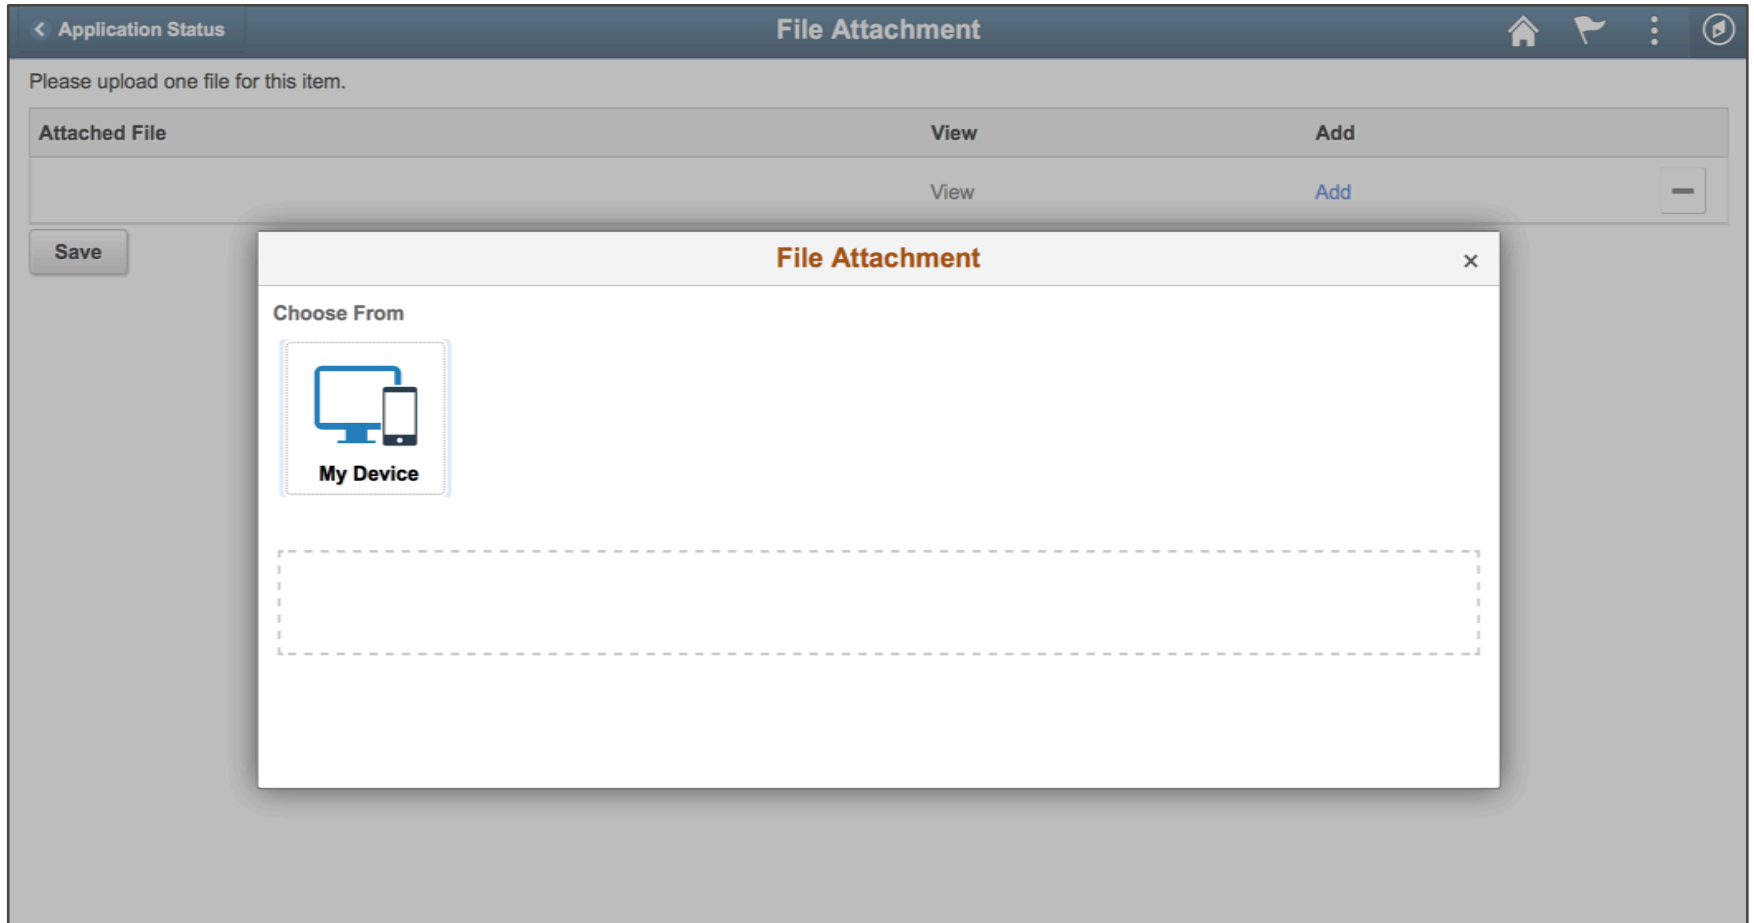 Application Status
File Attachment
Please upload one file for this item.
Attached File View Add
View Add
Save
File Attachment
×
Choose From
My Device